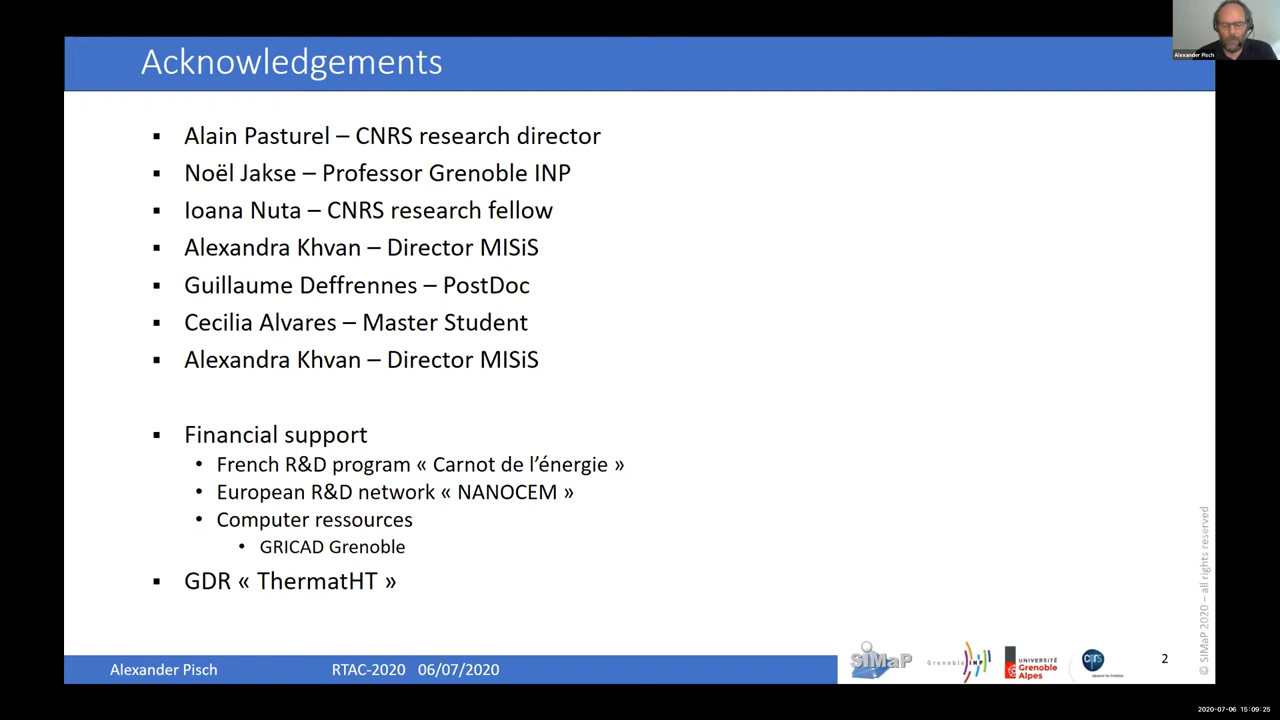 Acknowledgements
Alexander Pisch
▪ Alain Pasturel – CNRS research director
▪ Noël Jakse – Professor Grenoble INP
▪ Ioana Nuta – CNRS research fellow
▪ Alexandra Khvan – Director MISiS
▪ Guillaume Deffrennes – PostDoc
▪ Cecilia Alvares – Master Student
▪ Alexandra Khvan – Director MISiS
▪ Financial support
• French R&D program « Carnot de l’énergie »
• European R&D network « NANOCEM »
• Computer ressources
• GRICAD Grenoble
▪ GDR « ThermatHT »
© SIMaP 2020 – all rights reserved
Alexander Pisch RTAC-2020 06/07/2020
SIMaP
Grenoble INP
UNIVERSITÉ
Grenoble
Alpes
cnrs
2
2020-07-06 15:09:25